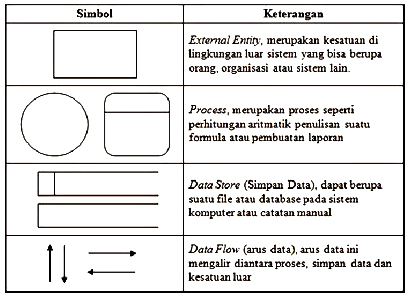 Simbol
Keterangan
External Entity, merupakan kesatuan di
lingkungan luar sistem yang bisa berupa
orang, organisasi atau sistem lain.
Process, merupakan proses seperti
perhitungan aritmatik penulisan suatu
formula atau pembuatan laporan
Data Store (Simpan Data), dapat berupa
suatu file atau database pada sistem
komputer atau catatan manual
Data Flow (arus data), arus data ini
mengalir diantara proses, simpan data dan
kesatuan luar